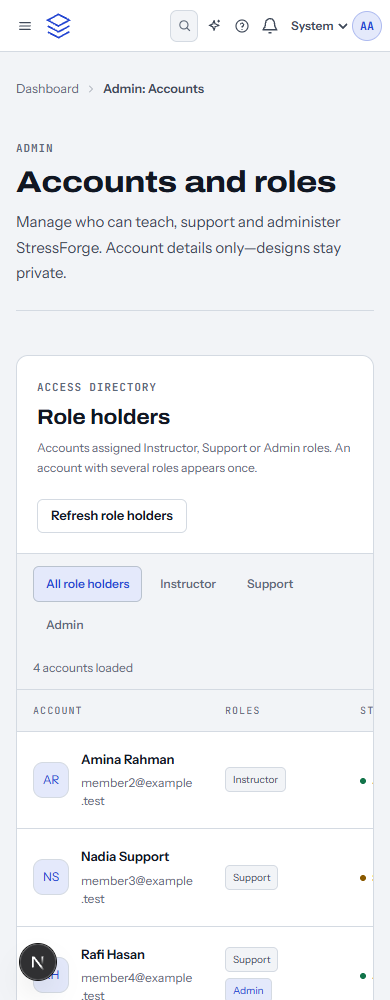 System
AA
Dashboard
Admin: Accounts
ADMIN
Accounts and roles
Manage who can teach, support and administer
StressForge. Account details only—designs stay
private.
ACCESS DIRECTORY
Role holders
Accounts assigned Instructor, Support or Admin roles. An
account with several roles appears once.
Refresh role holders
All role holders
Instructor
Support
Admin
4 accounts loaded
ACCOUNT
ROLES
AR
Amina Rahman
member2@example
.test
Instructor
NS
Nadia Support
member3@example
.test
Support
Rafi Hasan
member4@example
.test
Support
Admin
N